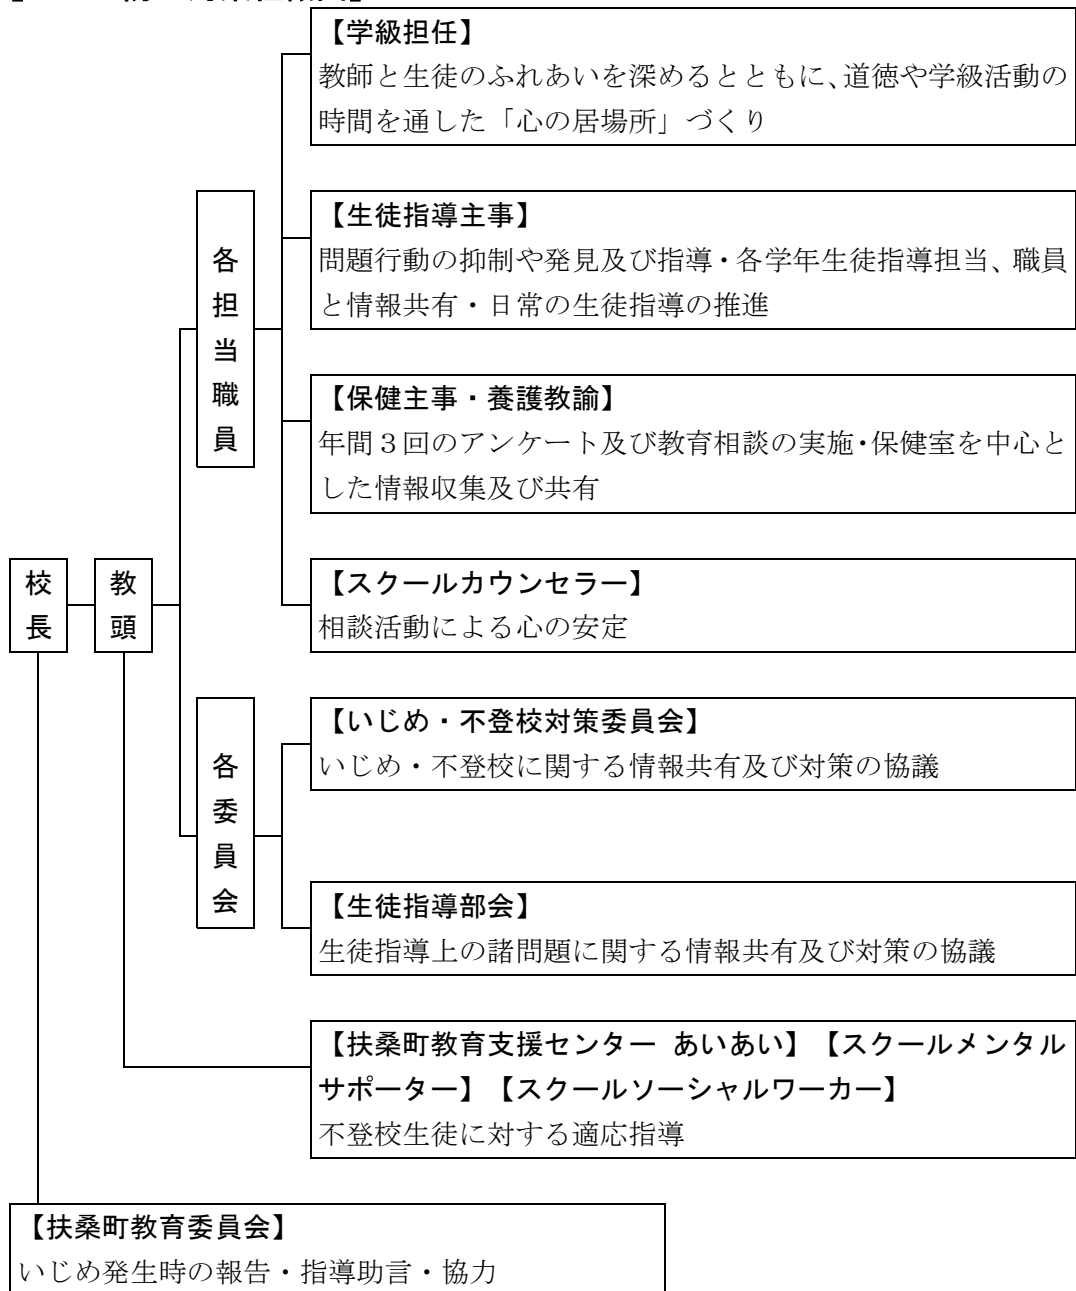 【学級担任】
教師と生徒のふれあいを深めるとともに、道徳や学級活動の
時間を通した「心の居場所」づくり
【生徒指導主事】
問題行動の抑制や発見及び指導・各学年生徒指導担当、職員
と情報共有・日常の生徒指導の推進
各担当職員
【保健主事・養護教諭】
年間３回のアンケート及び教育相談の実施・保健室を中心と
した情報収集及び共有
【スクールカウンセラー】
相談活動による心の安定
校長
教頭
【いじめ・不登校対策委員会】
いじめ・不登校に関する情報共有及び対策の協議
各委員会
【生徒指導部会】
生徒指導上の諸問題に関する情報共有及び対策の協議
【扶桑町教育支援センター あいあい】【スクールメンタル
サポーター】【スクールソーシャルワーカー】
不登校生徒に対する適応指導
【扶桑町教育委員会】
いじめ発生時の報告・指導助言・協力